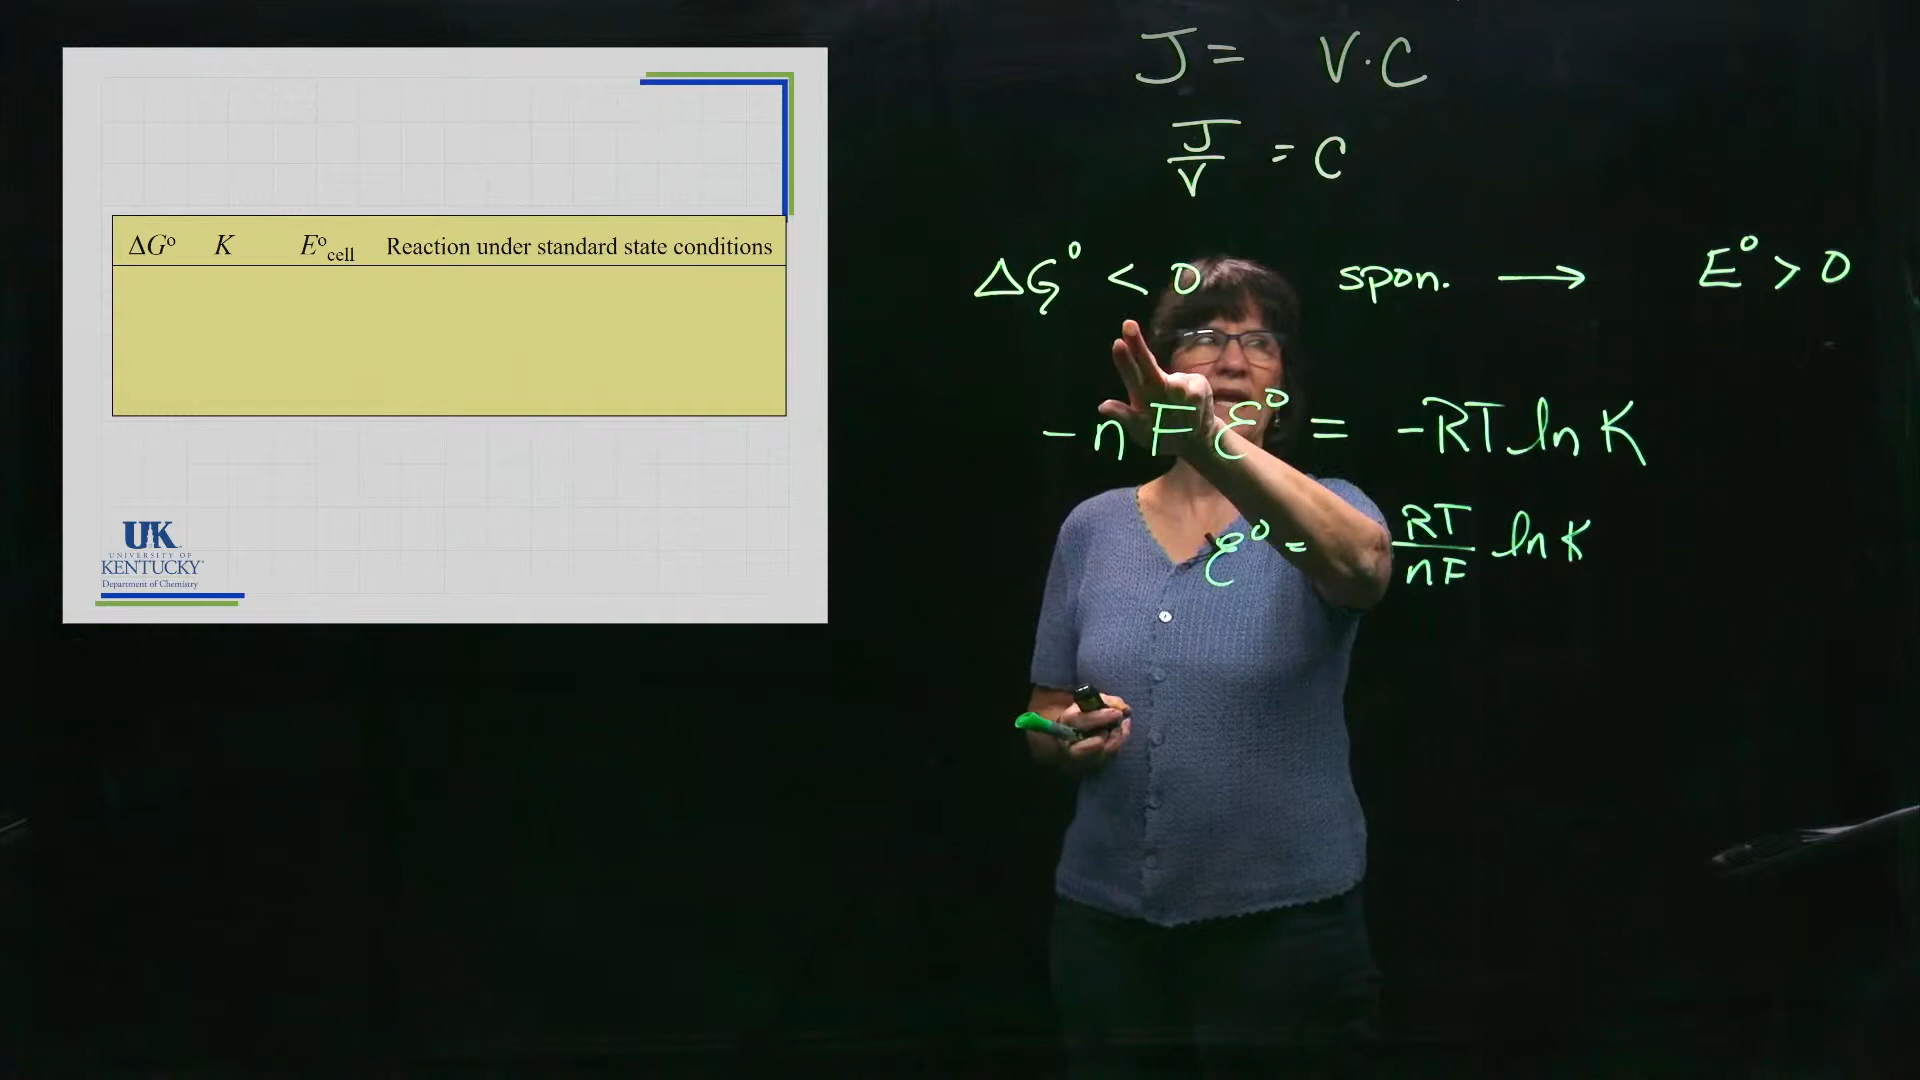 ΔG° K E°cell Reaction under standard state conditions
UK
UNIVERSITY OF
KENTUCKY
Department of Chemistry
J = V·C
J/V = C
ΔG° < 0 spon. → E° > 0
-nFℰ° = -RT ln K
ℰ° = RT/nF ln K